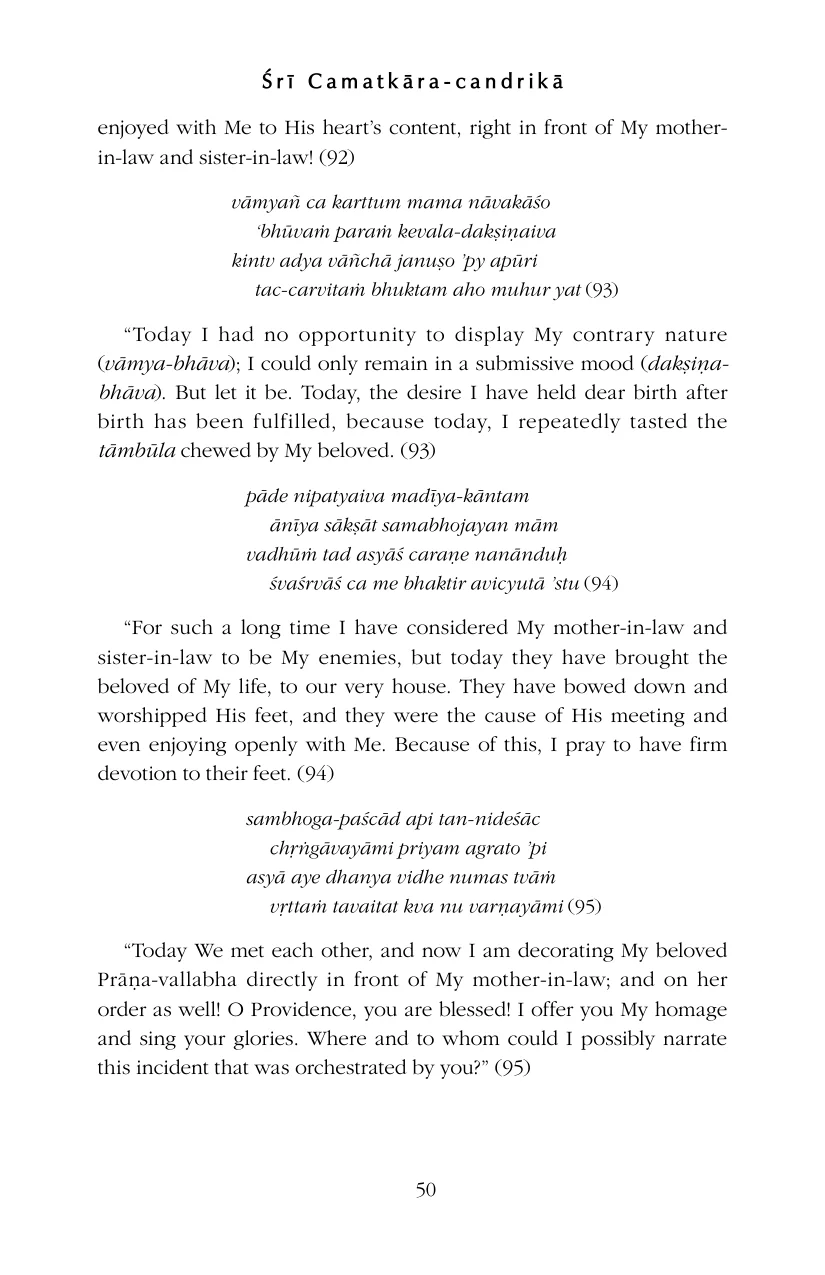 Śrī Camatkāra-candrikā
enjoyed with Me to His heart’s content, right in front of My mother-
in-law and sister-in-law! (92)
vāmyañ ca karttum mama nāvakāśo
‘bhūvaṁ paraṁ kevala-dakṣiṇaiva
kintv adya vāñchā januṣo ’py apūri
tac-carvitaṁ bhuktam aho muhur yat (93)
“Today I had no opportunity to display My contrary nature
(vāmya-bhāva); I could only remain in a submissive mood (dakṣiṇa-
bhāva). But let it be. Today, the desire I have held dear birth after
birth has been fulfilled, because today, I repeatedly tasted the
tāmbūla chewed by My beloved. (93)
pāde nipatyaiva madīya-kāntam
ānīya sākṣāt samabhojayan mām
vadhūṁ tad asyāś caraṇe nanānduḥ
śvaśrvāś ca me bhaktir avicyutā ’stu (94)
“For such a long time I have considered My mother-in-law and
sister-in-law to be My enemies, but today they have brought the
beloved of My life, to our very house. They have bowed down and
worshipped His feet, and they were the cause of His meeting and
even enjoying openly with Me. Because of this, I pray to have firm
devotion to their feet. (94)
sambhoga-paścād api tan-nideśāc
chṛṅgāvayāmi priyam agrato ’pi
asyā aye dhanya vidhe numas tvāṁ
vṛttaṁ tavaitat kva nu varṇayāmi (95)
“Today We met each other, and now I am decorating My beloved
Prāṇa-vallabha directly in front of My mother-in-law; and on her
order as well! O Providence, you are blessed! I offer you My homage
and sing your glories. Where and to whom could I possibly narrate
this incident that was orchestrated by you?” (95)
50